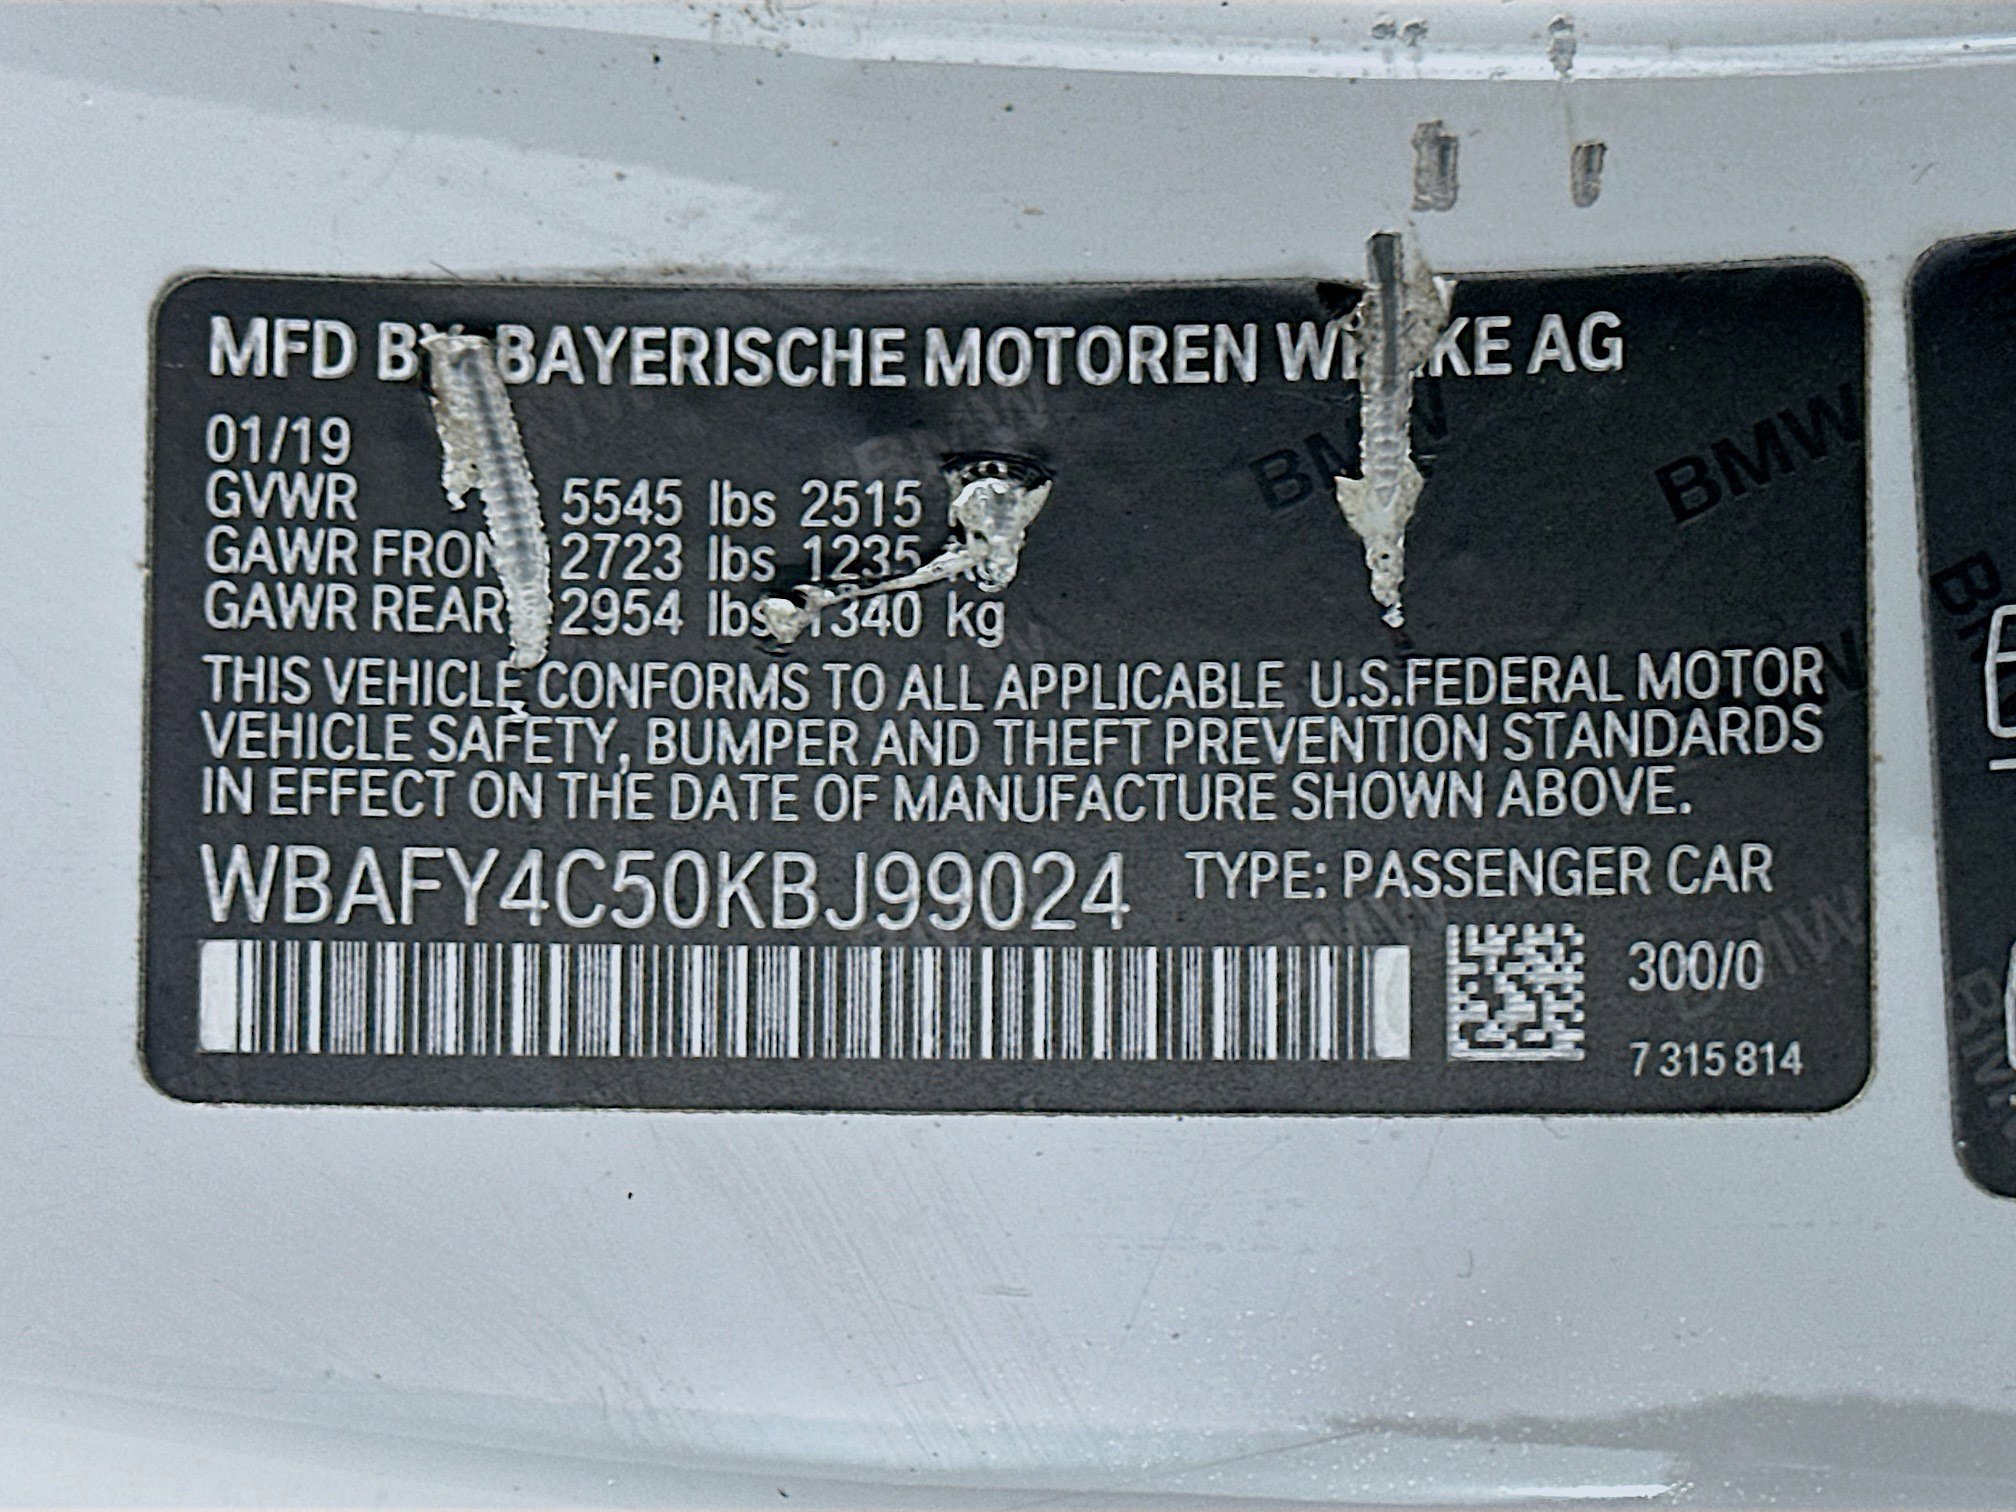 MFD BY BAYERISCHE MOTOREN WERKE AG
01/19
GVWR 5545 lbs 2515
GAWR FRONT 2723 lbs 1235
GAWR REAR 2954 lbs 1340 kg
THIS VEHICLE CONFORMS TO ALL APPLICABLE U.S.FEDERAL MOTOR
VEHICLE SAFETY, BUMPER AND THEFT PREVENTION STANDARDS
IN EFFECT ON THE DATE OF MANUFACTURE SHOWN ABOVE.
WBAFY4C50KBJ99024 TYPE: PASSENGER CAR
300/0
7 315 814